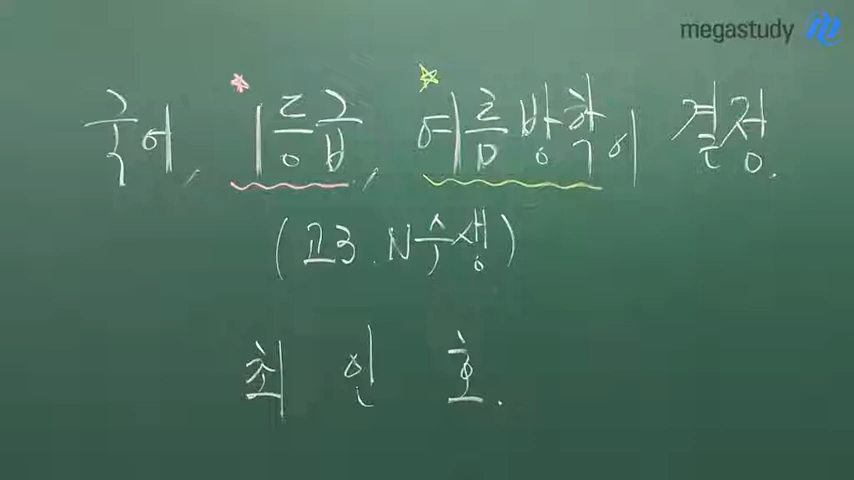 megastudy
국어, 1등급, 여름방학이 결정.
(고3. N수생)
최 인 호.